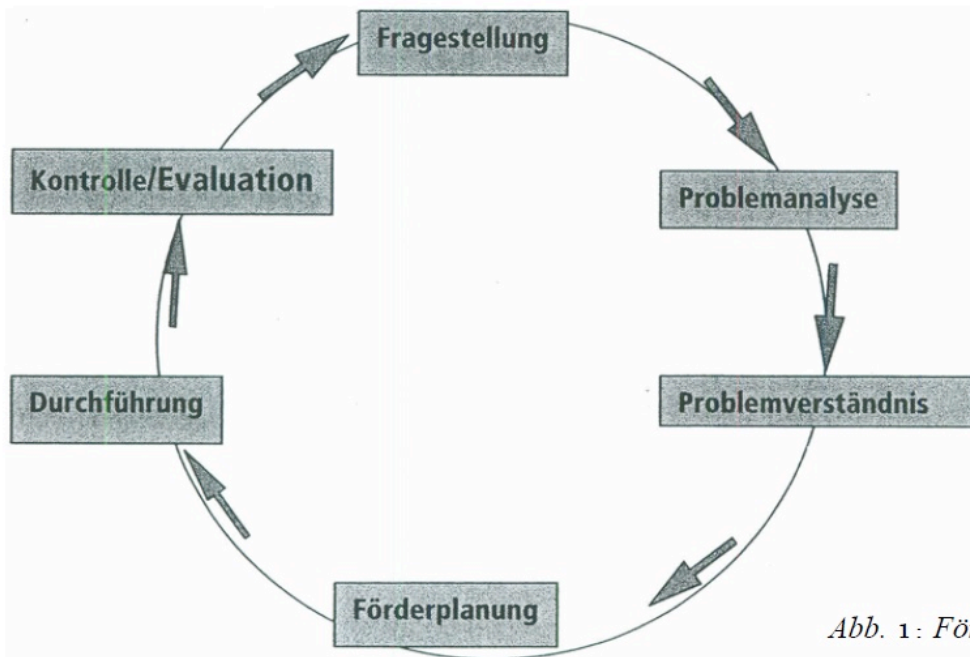 Fragestellung
Problemanalyse
Problemverständnis
Förderplanung
Durchführung
Kontrolle/Evaluation
Abb. 1: